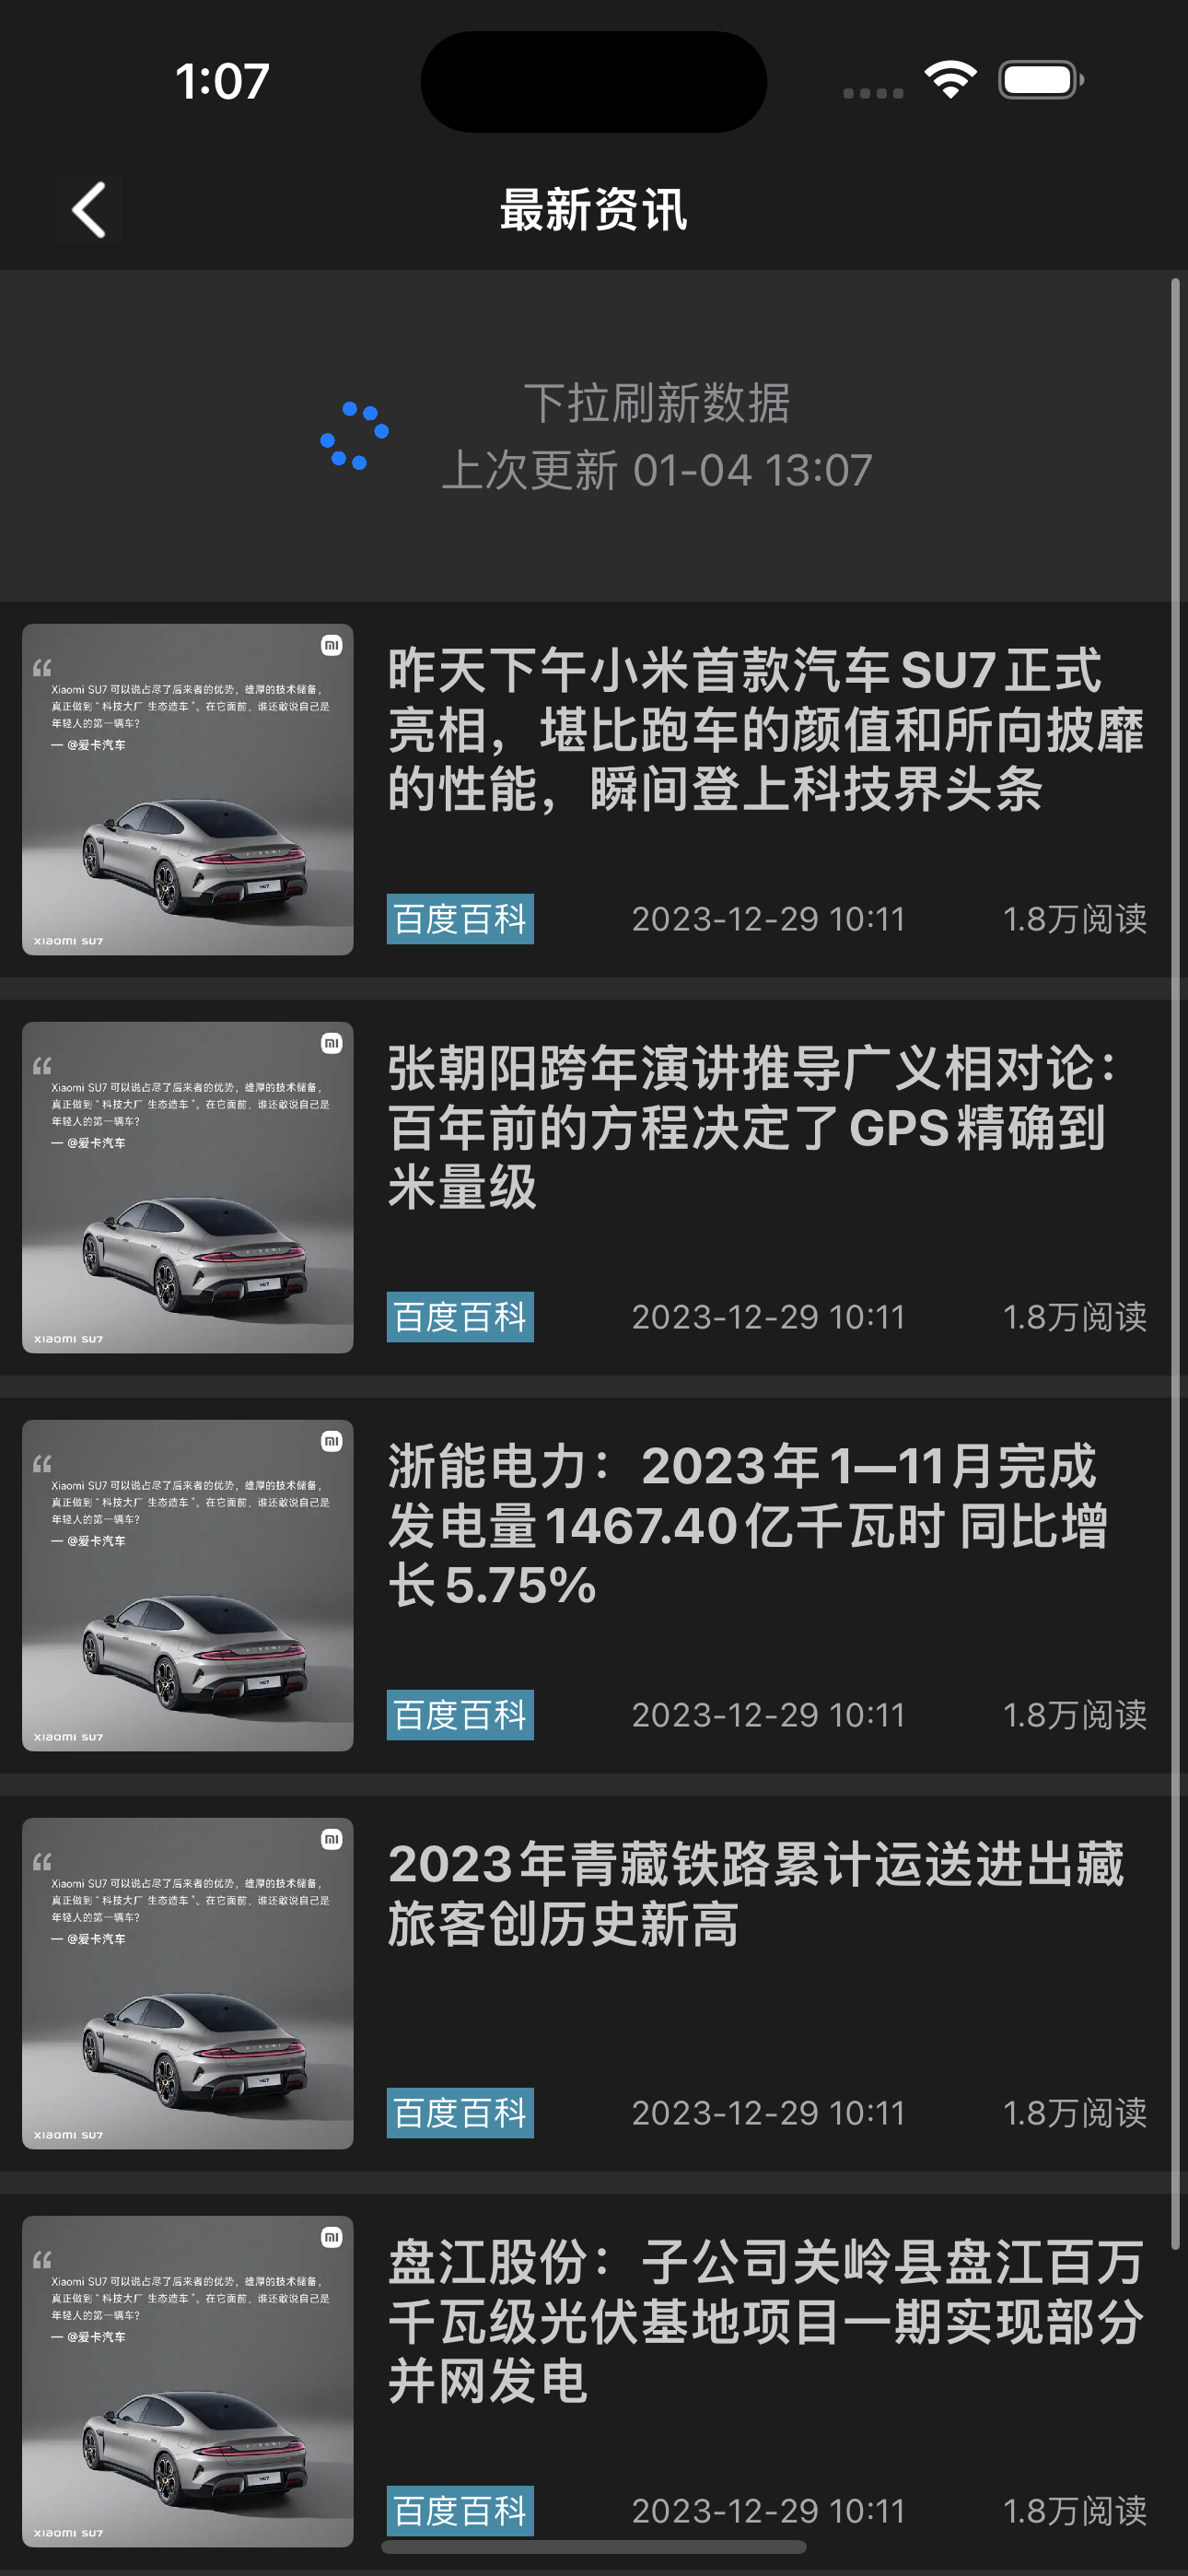 1:07
最新资讯
下拉刷新数据
上次更新 01-04 13:07
Xiaomi SU7 可以说占尽了后来者的优势，雄厚的技术储备，
真正做到“科技大厂 生态造车”。在它面前，谁还敢说自己是
年轻人的第一辆车？
— @爱卡汽车
SU7
xiaomi SU7
昨天下午小米首款汽车SU7正式
亮相，堪比跑车的颜值和所向披靡
的性能，瞬间登上科技界头条
百度百科 2023-12-29 10:11 1.8万阅读
Xiaomi SU7 可以说占尽了后来者的优势，雄厚的技术储备，
真正做到“科技大厂 生态造车”。在它面前，谁还敢说自己是
年轻人的第一辆车？
— @爱卡汽车
SU7
xiaomi SU7
张朝阳跨年演讲推导广义相对论：
百年前的方程决定了GPS精确到
米量级
百度百科 2023-12-29 10:11 1.8万阅读
Xiaomi SU7 可以说占尽了后来者的优势，雄厚的技术储备，
真正做到“科技大厂 生态造车”。在它面前，谁还敢说自己是
年轻人的第一辆车？
— @爱卡汽车
SU7
xiaomi SU7
浙能电力：2023年1—11月完成
发电量1467.40亿千瓦时 同比增
长5.75%
百度百科 2023-12-29 10:11 1.8万阅读
Xiaomi SU7 可以说占尽了后来者的优势，雄厚的技术储备，
真正做到“科技大厂 生态造车”。在它面前，谁还敢说自己是
年轻人的第一辆车？
— @爱卡汽车
SU7
xiaomi SU7
2023年青藏铁路累计运送进出藏
旅客创历史新高
百度百科 2023-12-29 10:11 1.8万阅读
Xiaomi SU7 可以说占尽了后来者的优势，雄厚的技术储备，
真正做到“科技大厂 生态造车”。在它面前，谁还敢说自己是
年轻人的第一辆车？
— @爱卡汽车
SU7
xiaomi SU7
盘江股份：子公司关岭县盘江百万
千瓦级光伏基地项目一期实现部分
并网发电
百度百科 2023-12-29 10:11 1.8万阅读